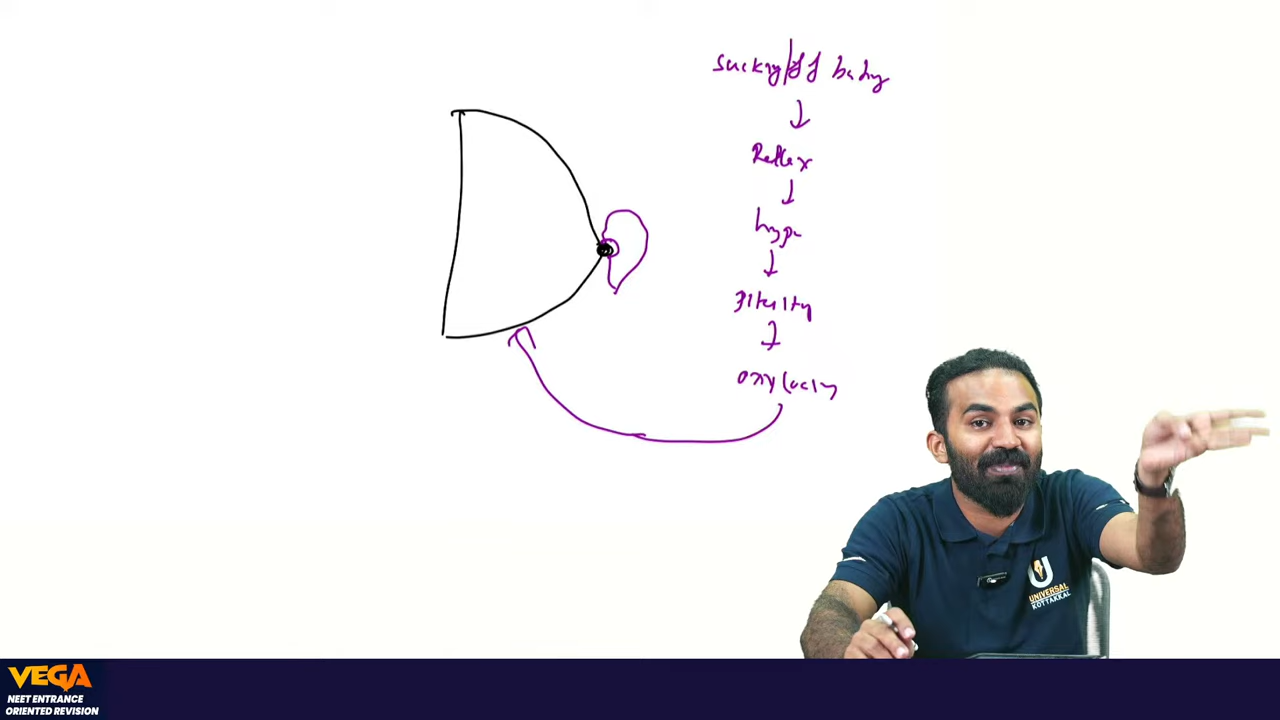 sucking of baby
Reflex
hypo
pituitary
oxytocin
UNIVERSAL
KOTTAKKAL
VEGA
NEET ENTRANCE
ORIENTED REVISION